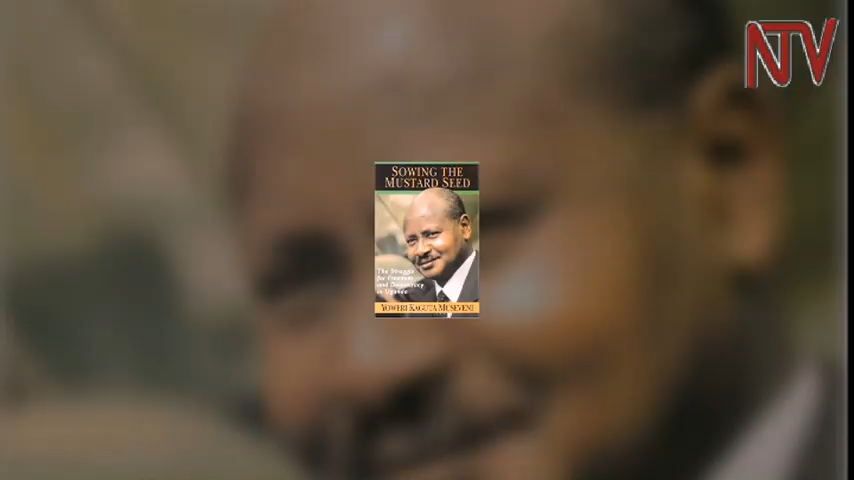 NTV
SOWING THE
MUSTARD SEED
The Struggle
for Freedom
and Democracy
in Uganda
YOWERI KAGUTA MUSEVENI